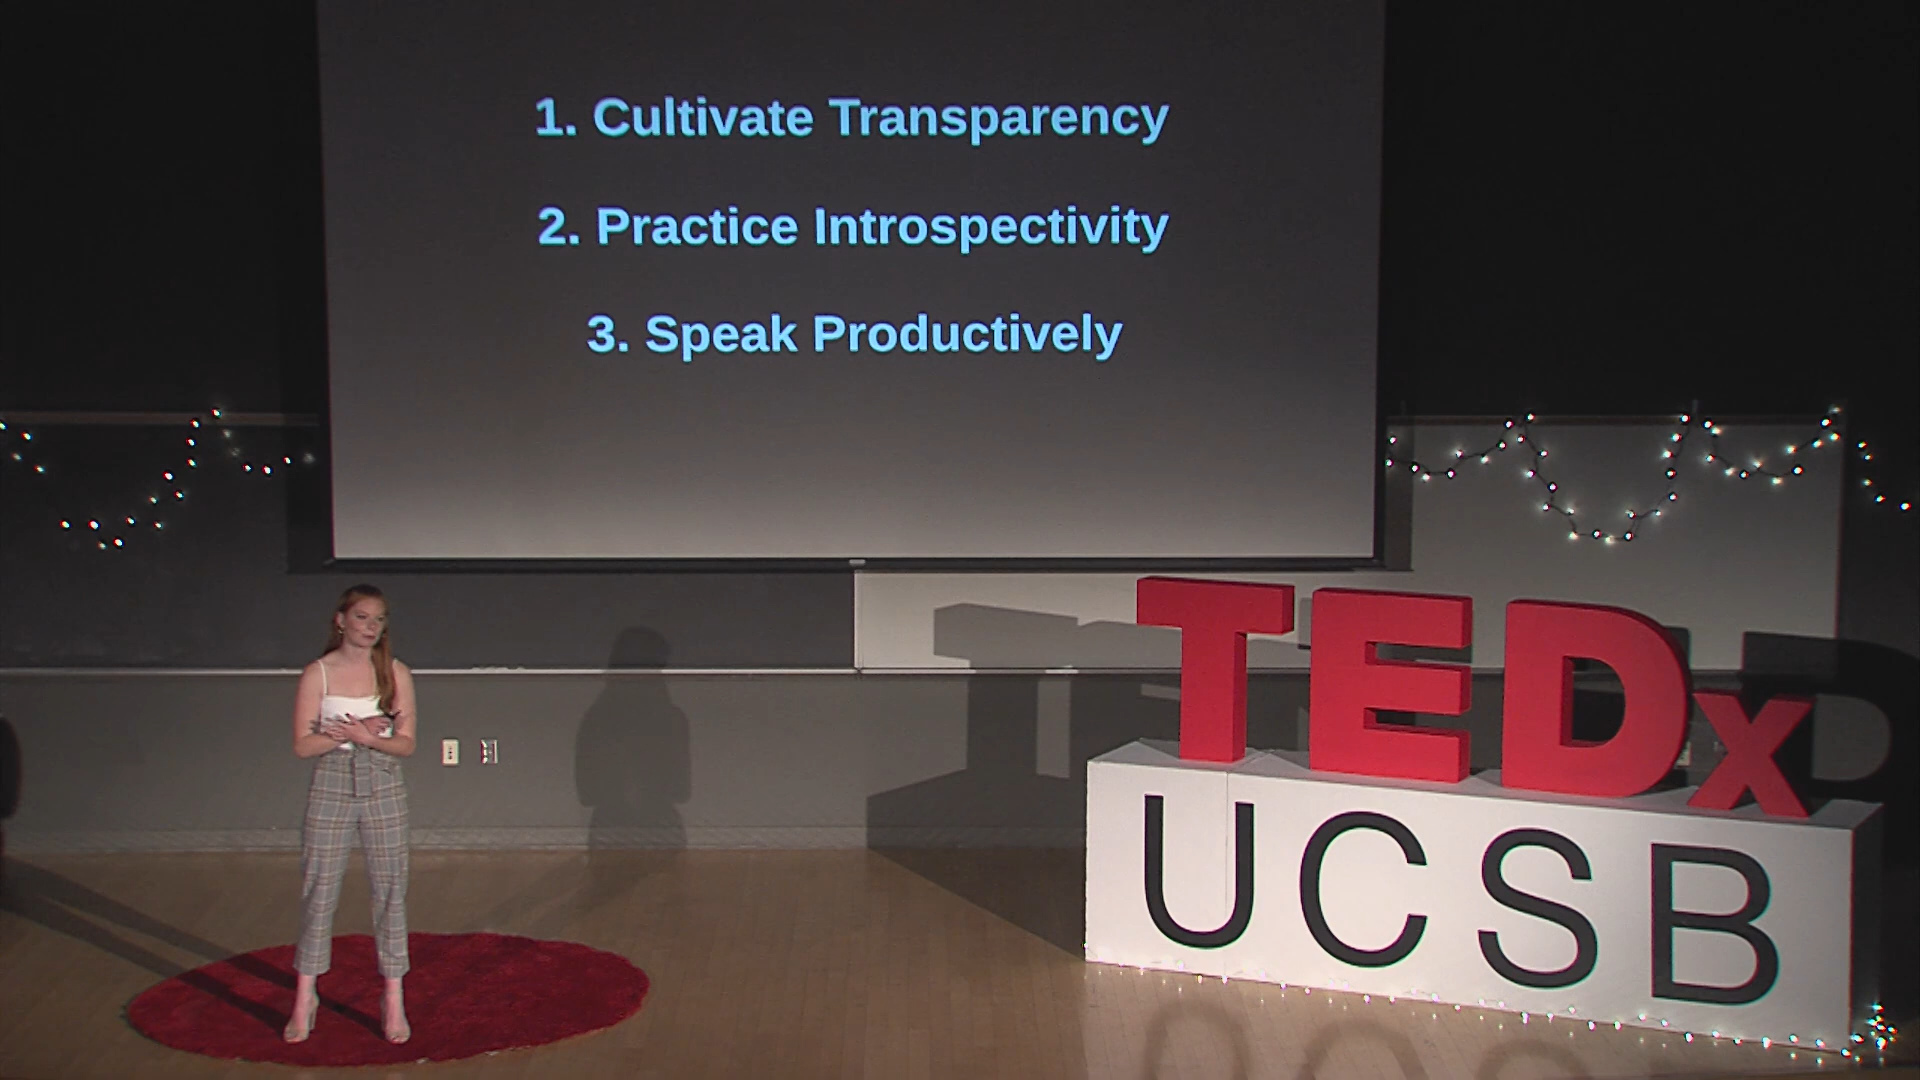 1. Cultivate Transparency
2. Practice Introspectivity
3. Speak Productively
TEDx
UCSB